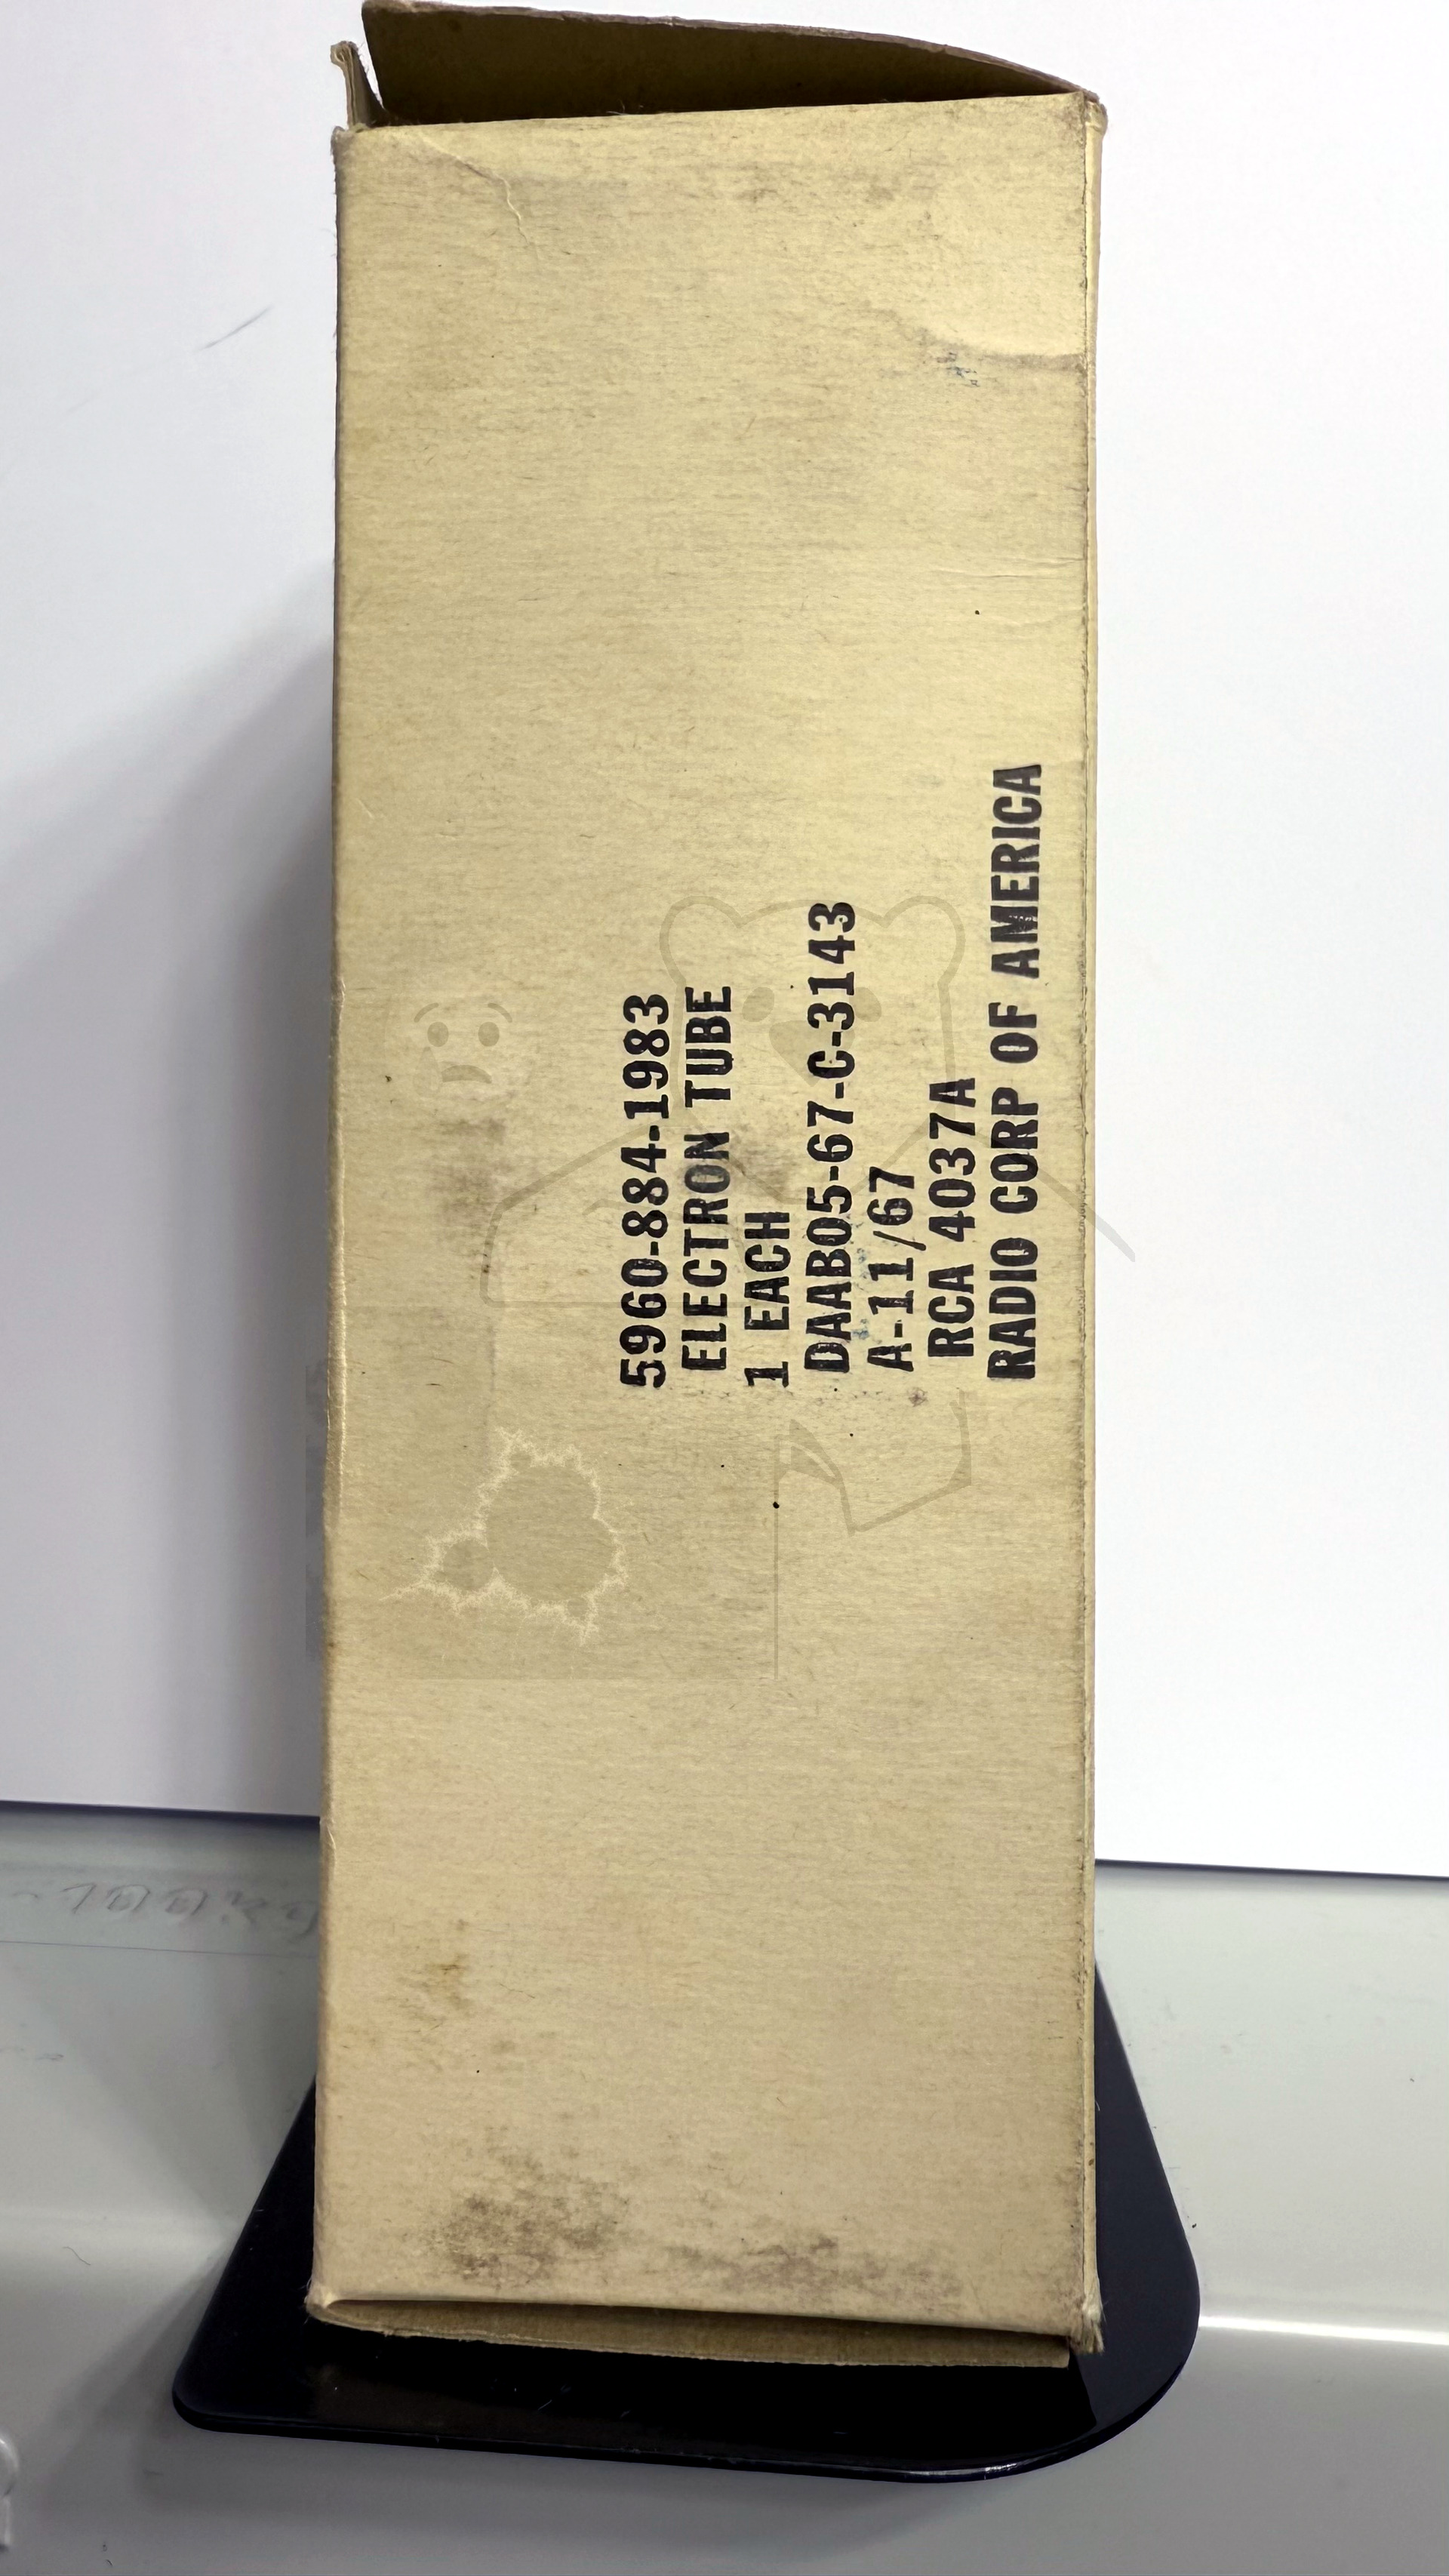 5960-884-1983
ELECTRON TUBE
1 EACH
DAAB05-67-C-3143
A-11/67
RCA 4037A
RADIO CORP OF AMERICA